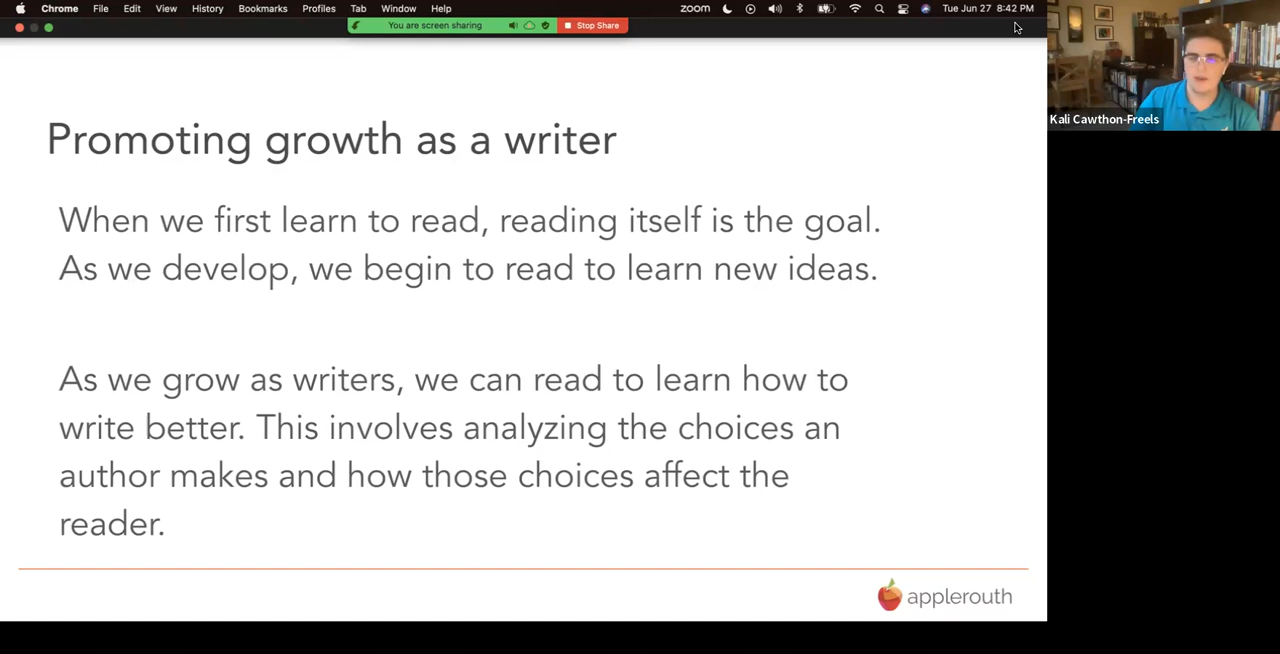 Chrome File Edit View History Bookmarks Profiles Tab Window Help zoom Tue Jun 27 8:42 PM
You are screen sharing Stop Share
Kali Cawthon-Freels
Promoting growth as a writer
When we first learn to read, reading itself is the goal.
As we develop, we begin to read to learn new ideas.
As we grow as writers, we can read to learn how to
write better. This involves analyzing the choices an
author makes and how those choices affect the
reader.
applerouth